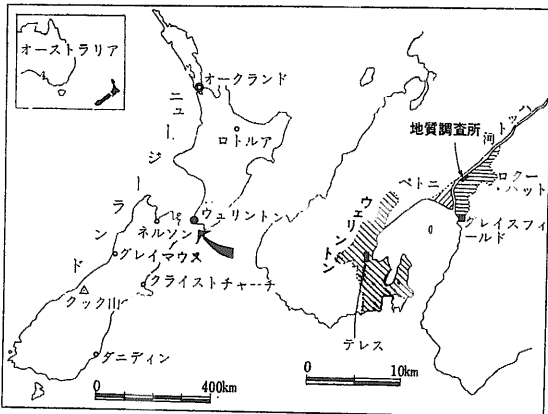 オーストラリア
ニュージーランド
オークランド
ロトルア
ウェリントン
ネルソン
グレイマウス
クック山
クライストチャーチ
ダニディン
0 400km
地質調査所
ハット河
ペトニ
ロウアー・ハット
グレイスフィールド
ウェリントン
テレス
0 10km